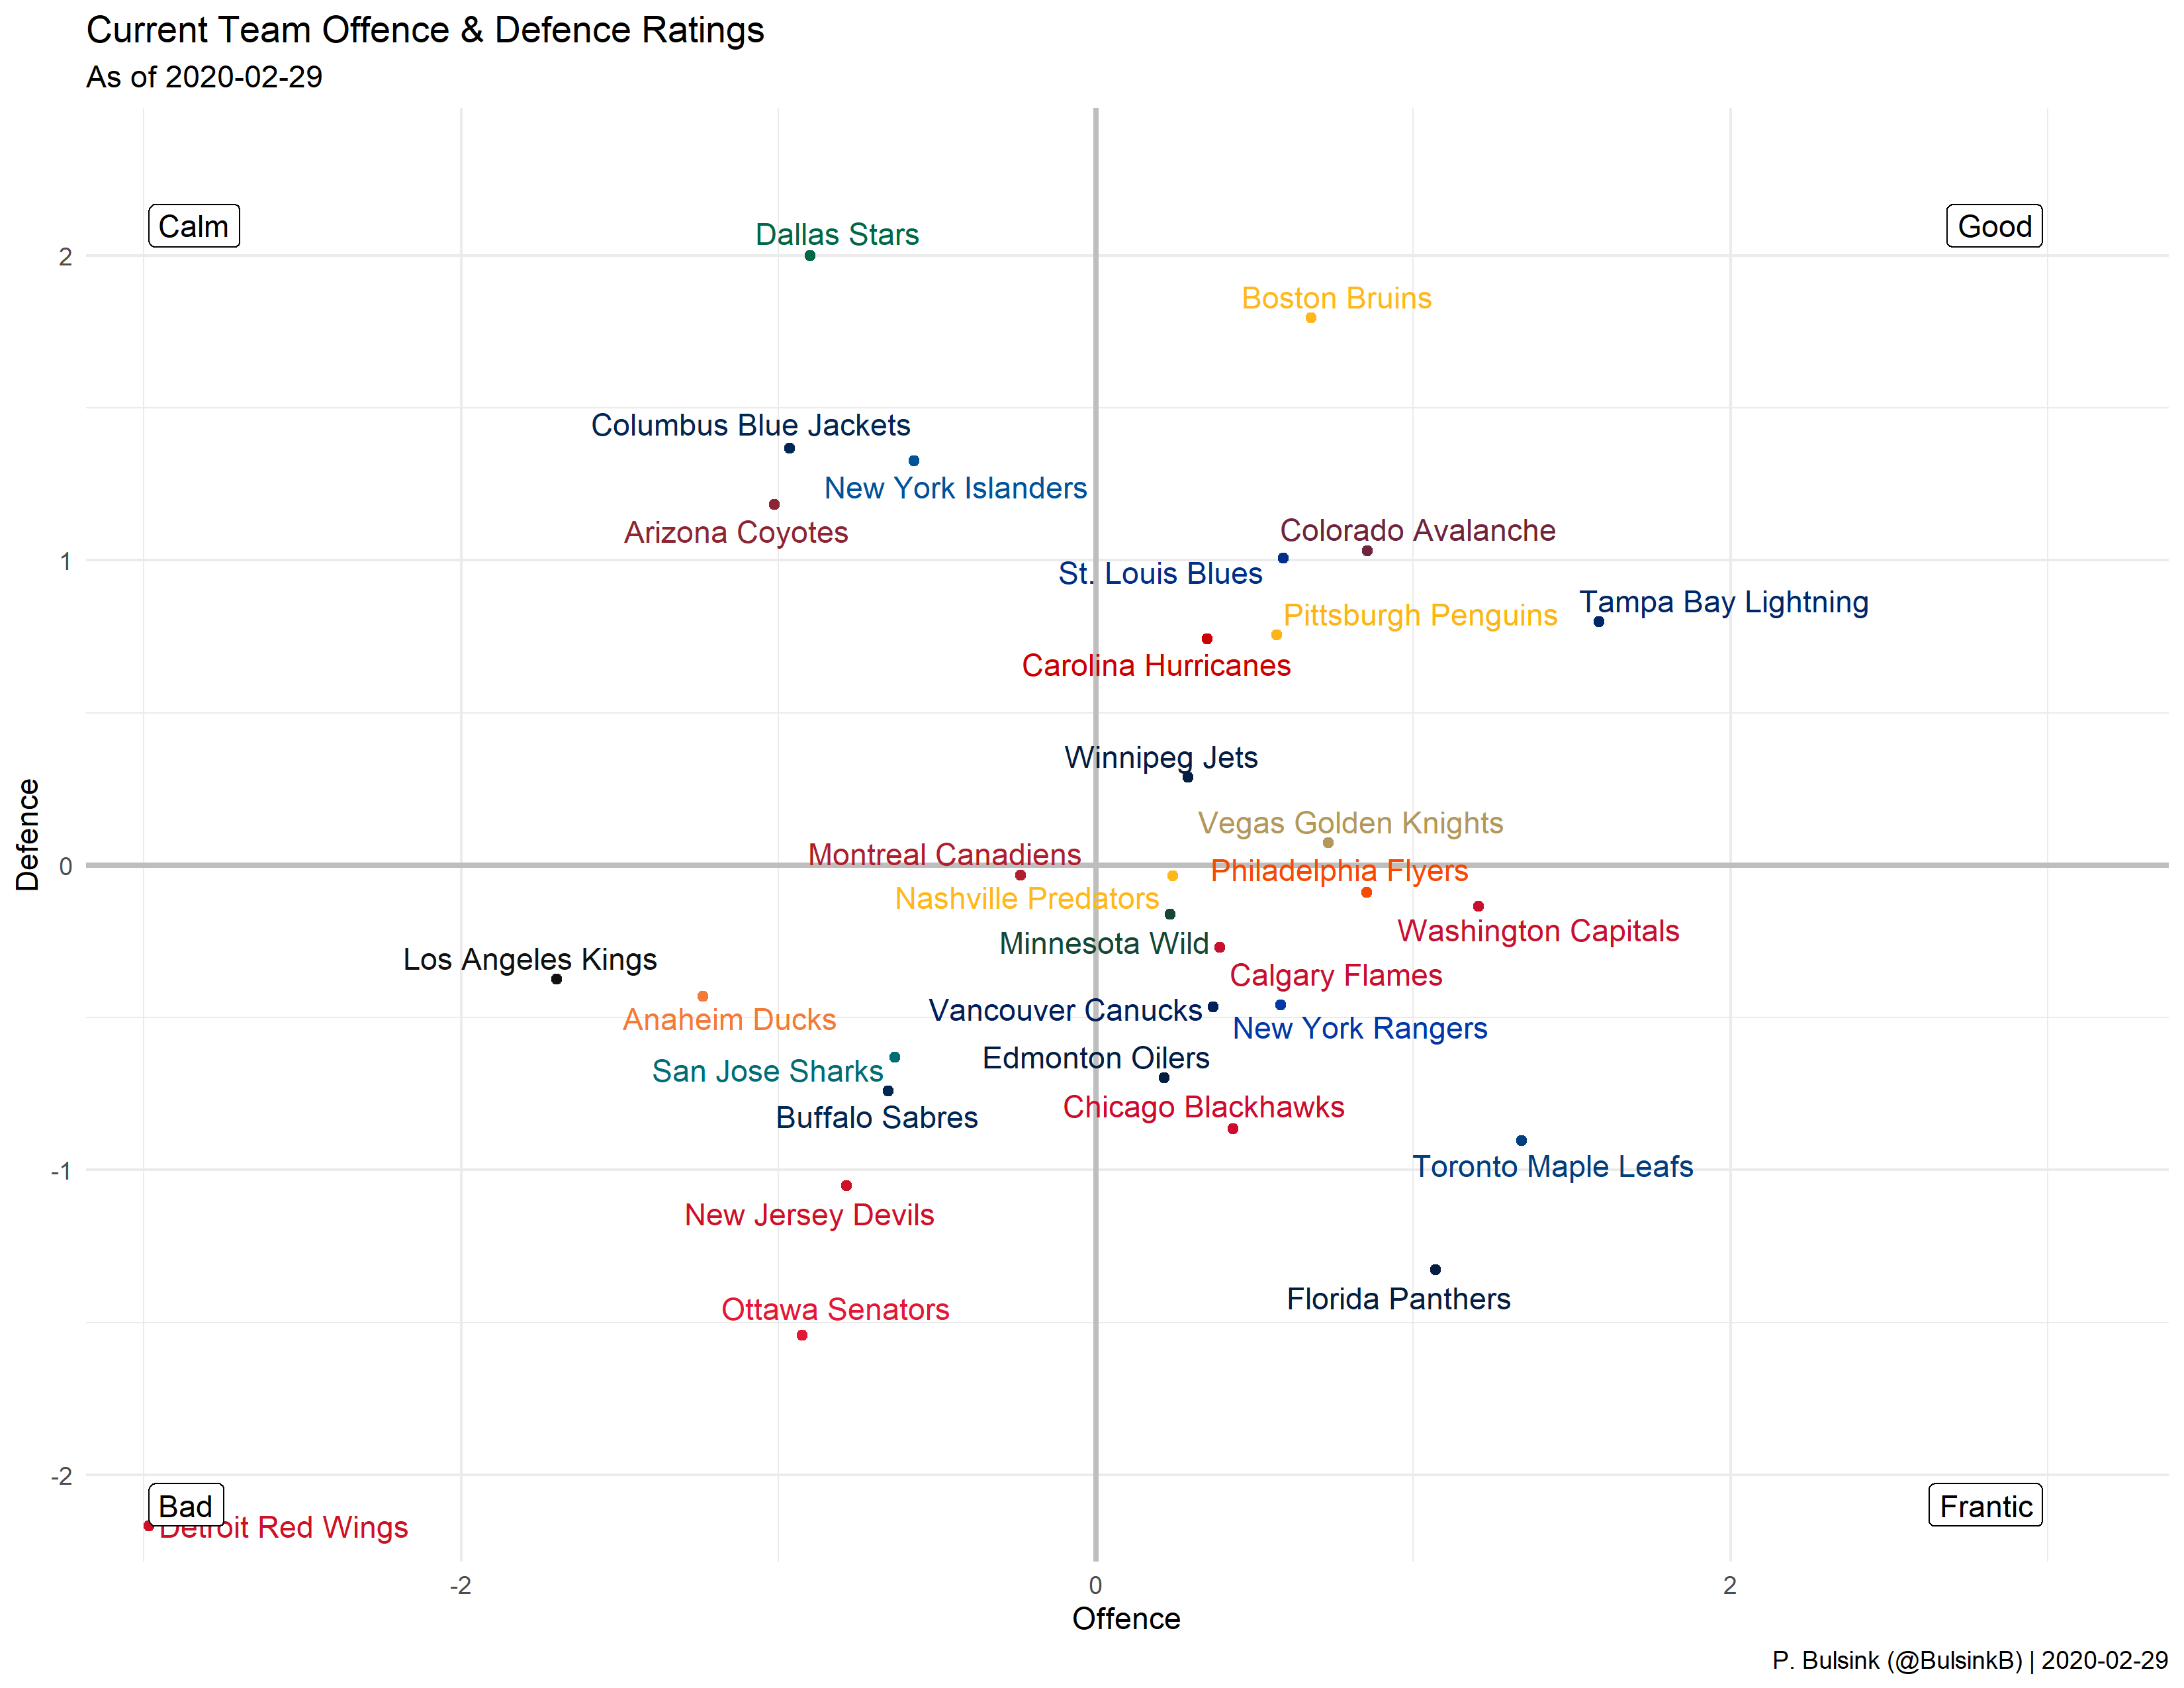 Current Team Offence & Defence Ratings
As of 2020-02-29
Calm
Good
Dallas Stars
2
Boston Bruins
Columbus Blue Jackets
New York Islanders
Arizona Coyotes
Colorado Avalanche
1
St. Louis Blues
Tampa Bay Lightning
Pittsburgh Penguins
Carolina Hurricanes
Winnipeg Jets
Vegas Golden Knights
Defence
Montreal Canadiens
0
Philadelphia Flyers
Nashville Predators
Washington Capitals
Minnesota Wild
Los Angeles Kings
Calgary Flames
Vancouver Canucks
Anaheim Ducks
New York Rangers
Edmonton Oilers
San Jose Sharks
Chicago Blackhawks
Buffalo Sabres
Toronto Maple Leafs
-1
New Jersey Devils
Florida Panthers
Ottawa Senators
-2
Bad
Frantic
Detroit Red Wings
-2
0
2
Offence
P. Bulsink (@BulsinkB) | 2020-02-29